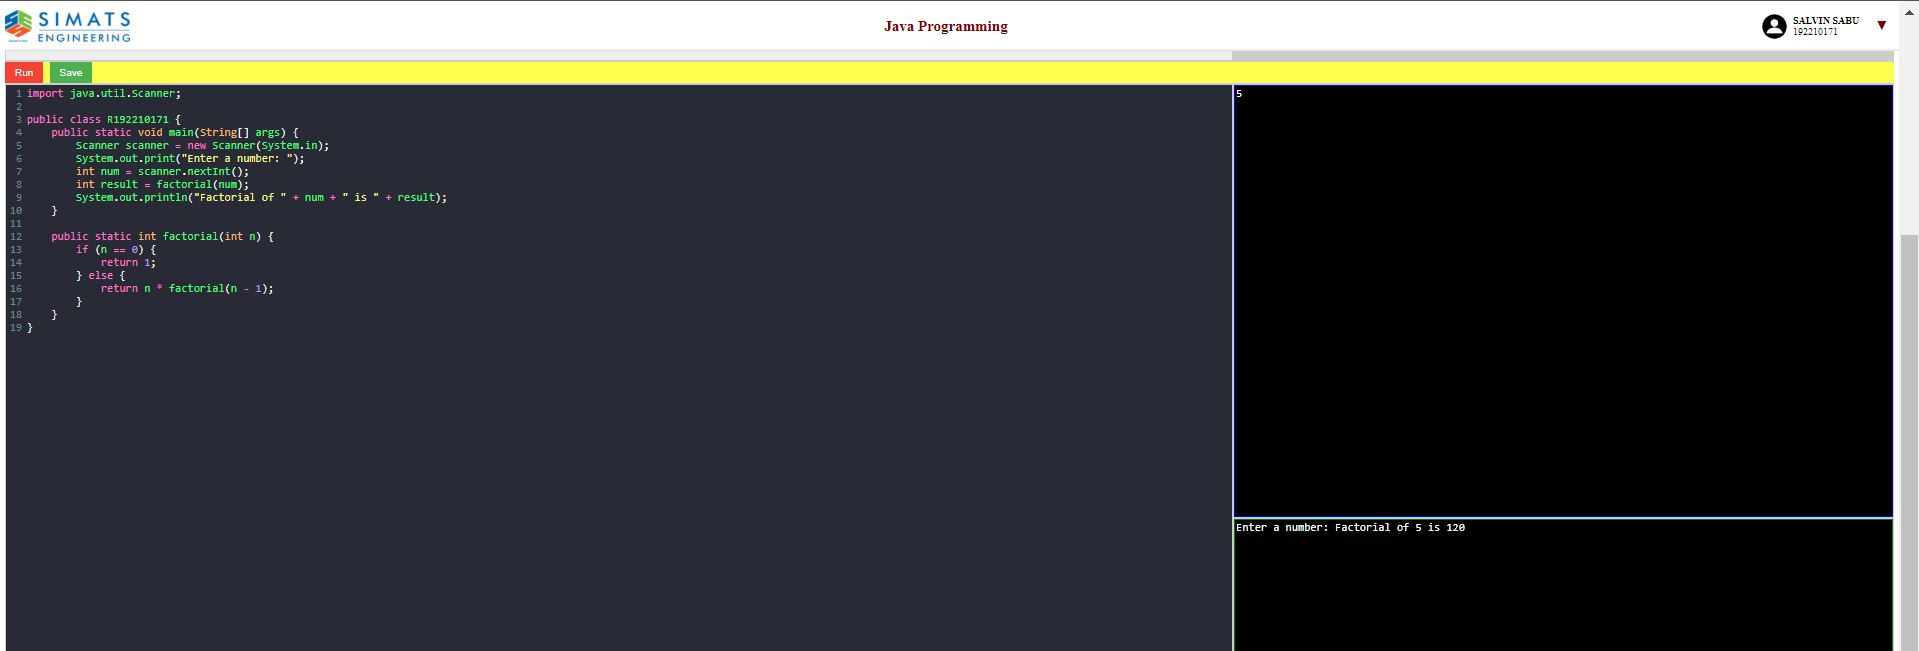 SIMATS
ENGINEERING
Java Programming
SALVIN SABU
192210171
Run Save
1 import java.util.Scanner;
2
3 public class R192210171 {
4     public static void main(String[] args) {
5         Scanner scanner = new Scanner(System.in);
6         System.out.print("Enter a number: ");
7         int num = scanner.nextInt();
8         int result = factorial(num);
9         System.out.println("Factorial of " + num + " is " + result);
10     }
11
12     public static int factorial(int n) {
13         if (n == 0) {
14             return 1;
15         } else {
16             return n * factorial(n - 1);
17         }
18     }
19 }
5
Enter a number: Factorial of 5 is 120